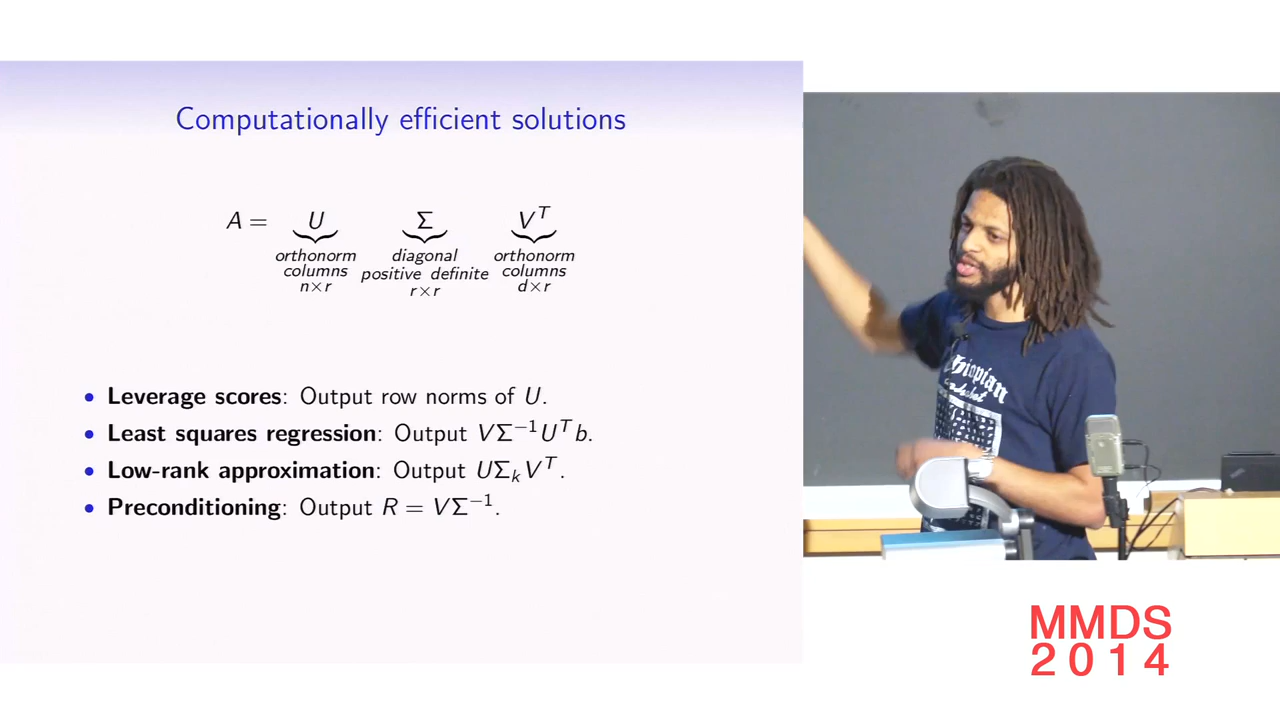 Computationally efficient solutions
A = U Σ V^T
orthonorm columns n×r
diagonal positive definite r×r
orthonorm columns d×r
• Leverage scores: Output row norms of U.
• Least squares regression: Output VΣ^{-1}U^T b.
• Low-rank approximation: Output UΣ_k V^T.
• Preconditioning: Output R = VΣ^{-1}.
thiopian
MMDS
2014